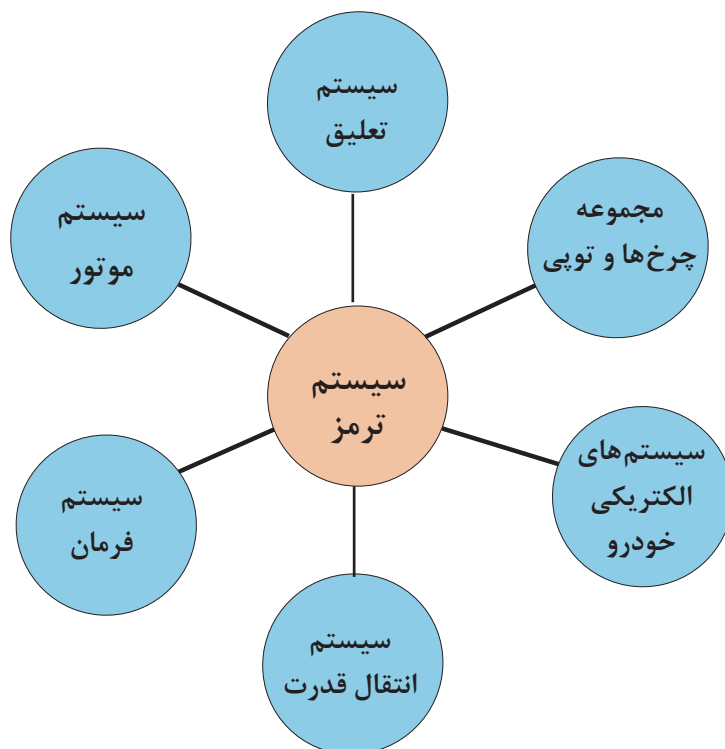 سیستم
تعلیق
مجموعه
چرخ‌ها و توپی
سیستم
موتور
سیستم
ترمز
سیستم‌های
الکتریکی
خودرو
سیستم
فرمان
سیستم
انتقال قدرت